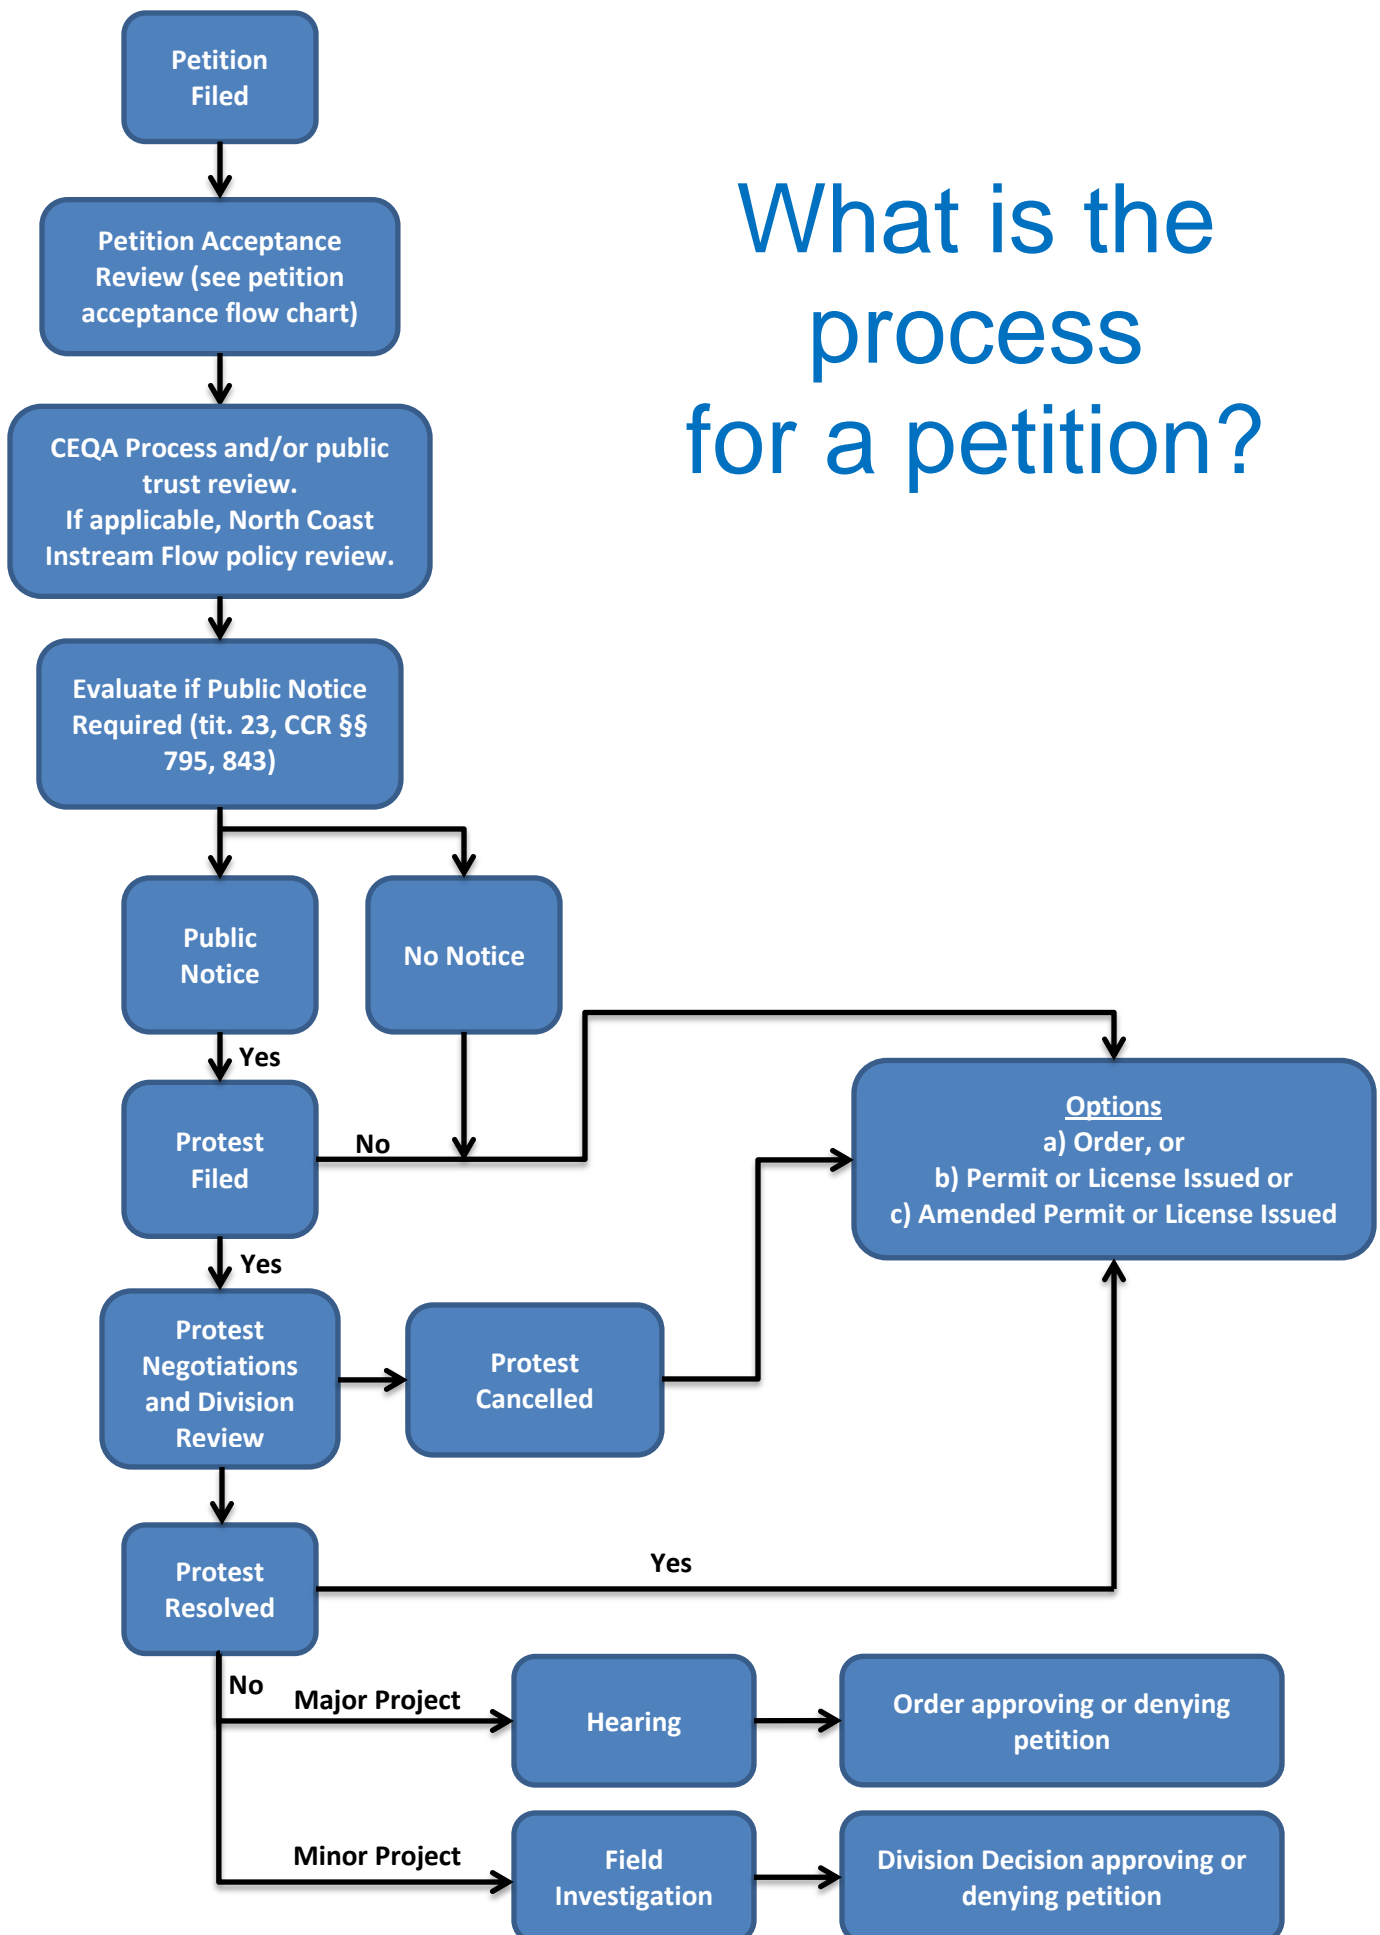 Petition
Filed
What is the
process
for a petition?
Petition Acceptance
Review (see petition
acceptance flow chart)
CEQA Process and/or public
trust review.
If applicable, North Coast
Instream Flow policy review.
Evaluate if Public Notice
Required (tit. 23, CCR §§
795, 843)
Public
Notice
No Notice
Yes
Protest
Filed
No
Options
a) Order, or
b) Permit or License Issued or
c) Amended Permit or License Issued
Yes
Protest
Negotiations
and Division
Review
Protest
Cancelled
Protest
Resolved
Yes
No
Major Project
Hearing
Order approving or denying
petition
Minor Project
Field
Investigation
Division Decision approving or
denying petition